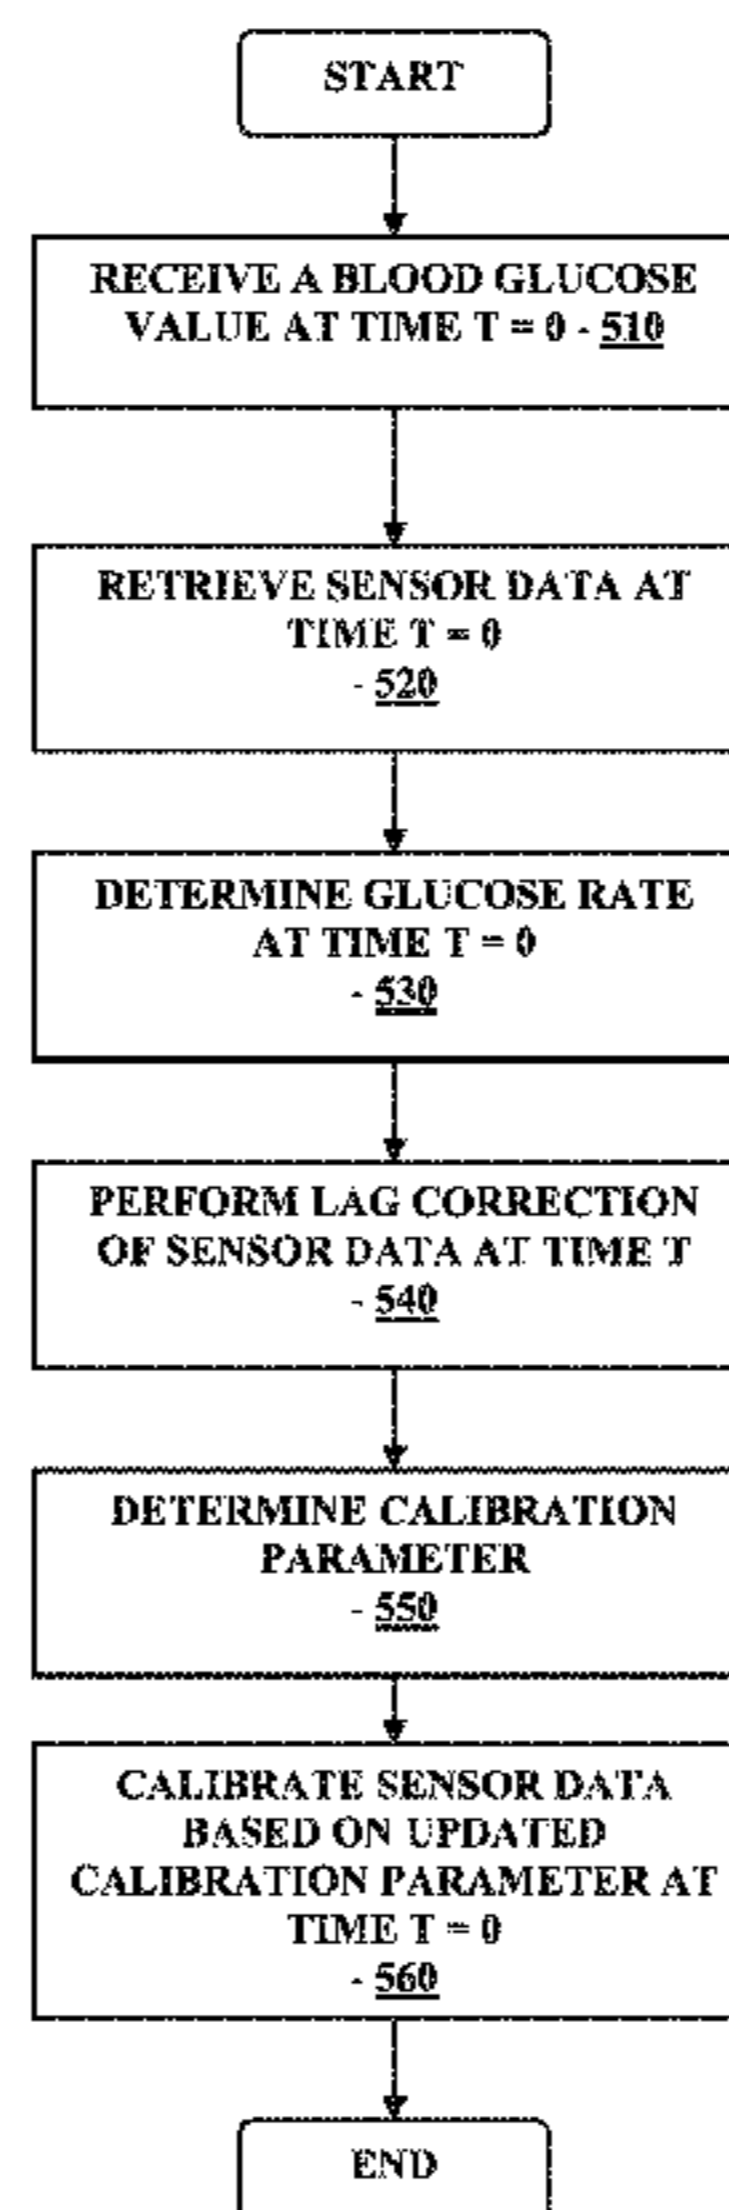 START
RECEIVE A BLOOD GLUCOSE
VALUE AT TIME T = 0 - 510
RETRIEVE SENSOR DATA AT
TIME T = 0
- 520
DETERMINE GLUCOSE RATE
AT TIME T = 0
- 530
PERFORM LAG CORRECTION
OF SENSOR DATA AT TIME T
- 540
DETERMINE CALIBRATION
PARAMETER
- 550
CALIBRATE SENSOR DATA
BASED ON UPDATED
CALIBRATION PARAMETER AT
TIME T = 0
- 560
END